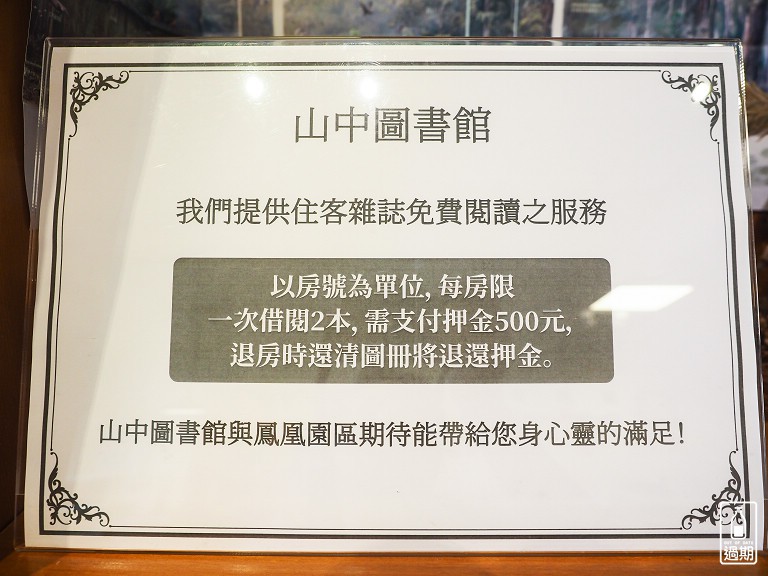 山中圖書館
我們提供住客雜誌免費閱讀之服務
以房號為單位, 每房限
一次借閱2本, 需支付押金500元,
退房時還清圖冊將退還押金。
山中圖書館與鳳凰園區期待能帶給您身心靈的滿足!
OUT OF DATE
過期